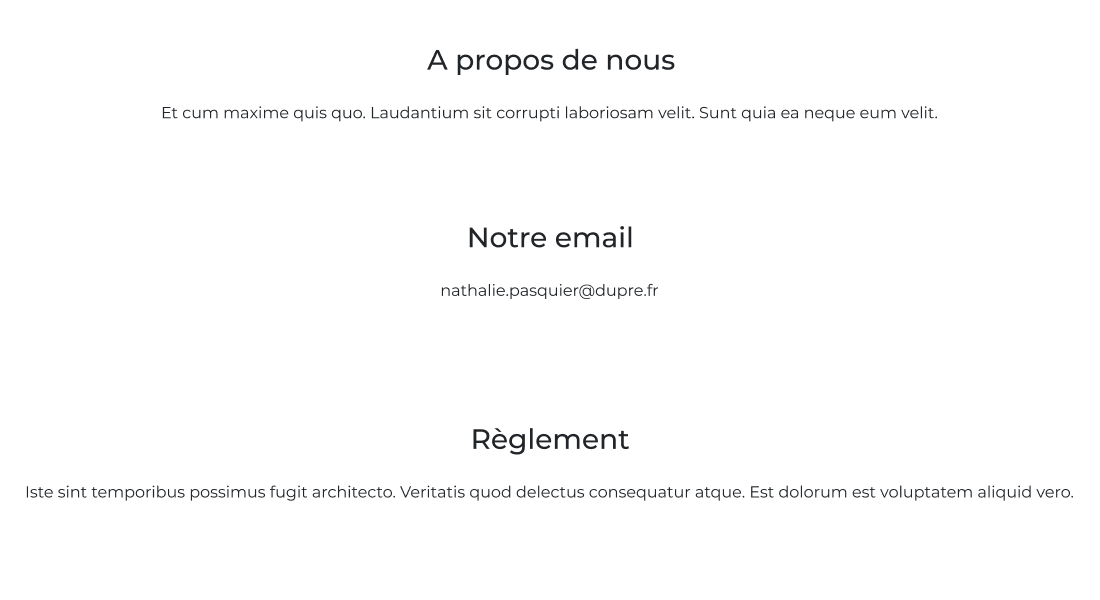 A propos de nous
Et cum maxime quis quo. Laudantium sit corrupti laboriosam velit. Sunt quia ea neque eum velit.
Notre email
nathalie.pasquier@dupre.fr
Règlement
Iste sint temporibus possimus fugit architecto. Veritatis quod delectus consequatur atque. Est dolorum est voluptatem aliquid vero.